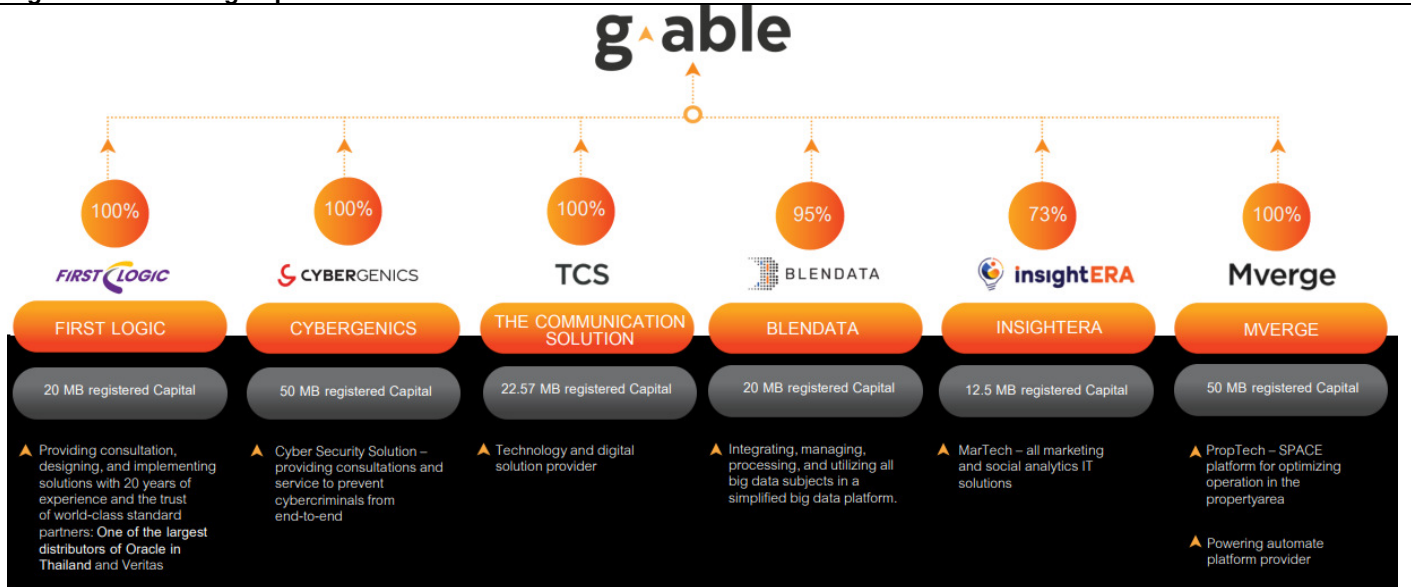 g able
100%
100%
100%
95%
73%
100%
FIRST LOGIC
CYBERGENICS
TCS
BLENDATA
insightERA
Mverge
FIRST LOGIC
CYBERGENICS
THE COMMUNICATION
SOLUTION
BLENDATA
INSIGHTERA
MVERGE
20 MB registered Capital
50 MB registered Capital
22.57 MB registered Capital
20 MB registered Capital
12.5 MB registered Capital
50 MB registered Capital
Providing consultation,
designing, and implementing
solutions with 20 years of
experience and the trust
of world-class standard
partners: One of the largest
distributors of Oracle in
Thailand and Veritas
Cyber Security Solution –
providing consultations and
service to prevent
cybercriminals from
end-to-end
Technology and digital
solution provider
Integrating, managing,
processing, and utilizing all
big data subjects in a
simplified big data platform.
MarTech – all marketing
and social analytics IT
solutions
PropTech – SPACE
platform for optimizing
operation in the
propertyarea
Powering automate
platform provider